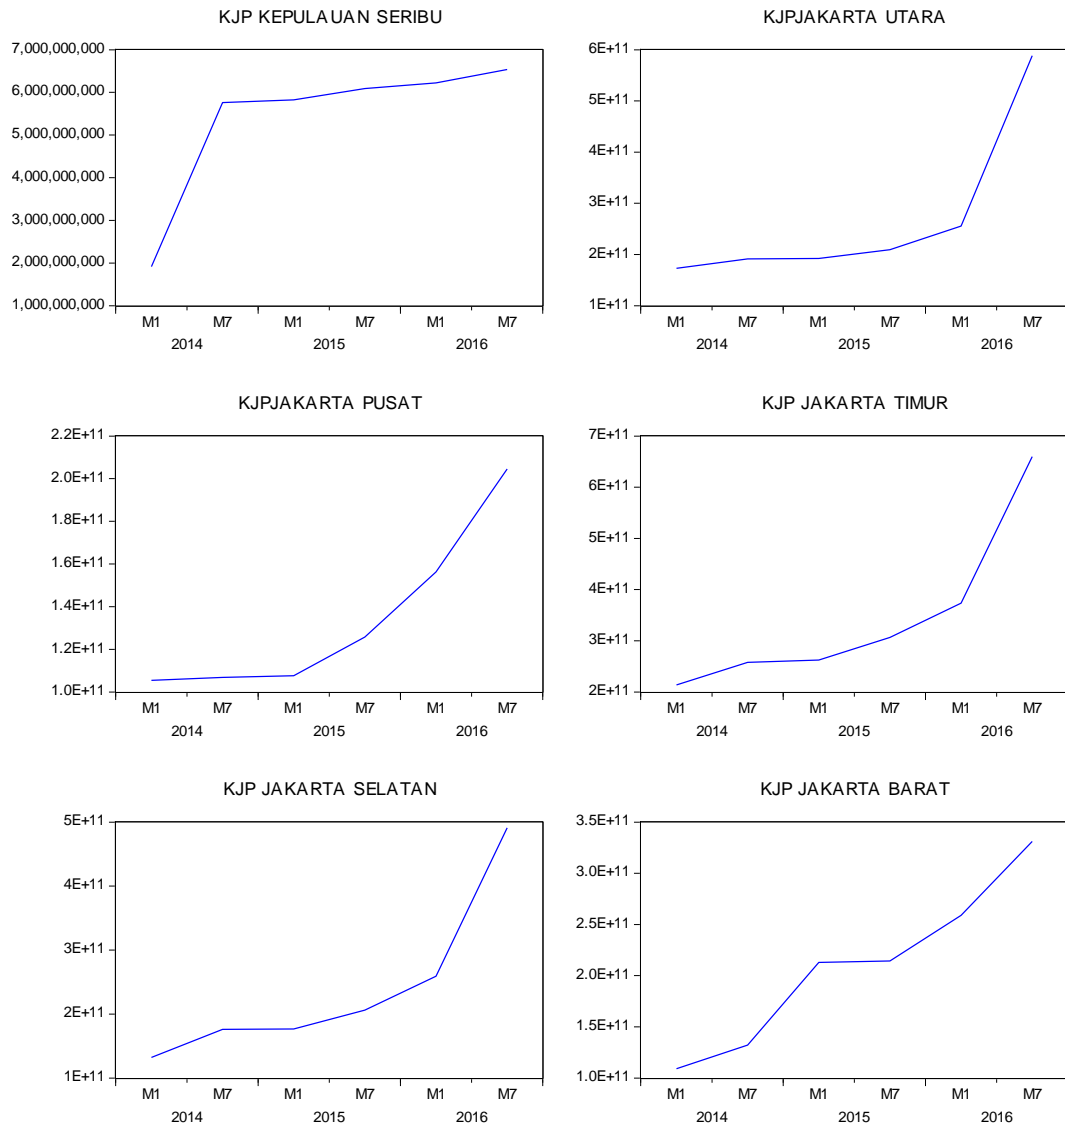 KJP KEPULAUAN SERIBU
7,000,000,000
6,000,000,000
5,000,000,000
4,000,000,000
3,000,000,000
2,000,000,000
1,000,000,000
M1 M7 M1 M7 M1 M7
2014 2015 2016
KJPJAKARTA UTARA
6E+11
5E+11
4E+11
3E+11
2E+11
1E+11
M1 M7 M1 M7 M1 M7
2014 2015 2016
KJPJAKARTA PUSAT
2.2E+11
2.0E+11
1.8E+11
1.6E+11
1.4E+11
1.2E+11
1.0E+11
M1 M7 M1 M7 M1 M7
2014 2015 2016
KJP JAKARTA TIMUR
7E+11
6E+11
5E+11
4E+11
3E+11
2E+11
M1 M7 M1 M7 M1 M7
2014 2015 2016
KJP JAKARTA SELATAN
5E+11
4E+11
3E+11
2E+11
1E+11
M1 M7 M1 M7 M1 M7
2014 2015 2016
KJP JAKARTA BARAT
3.5E+11
3.0E+11
2.5E+11
2.0E+11
1.5E+11
1.0E+11
M1 M7 M1 M7 M1 M7
2014 2015 2016